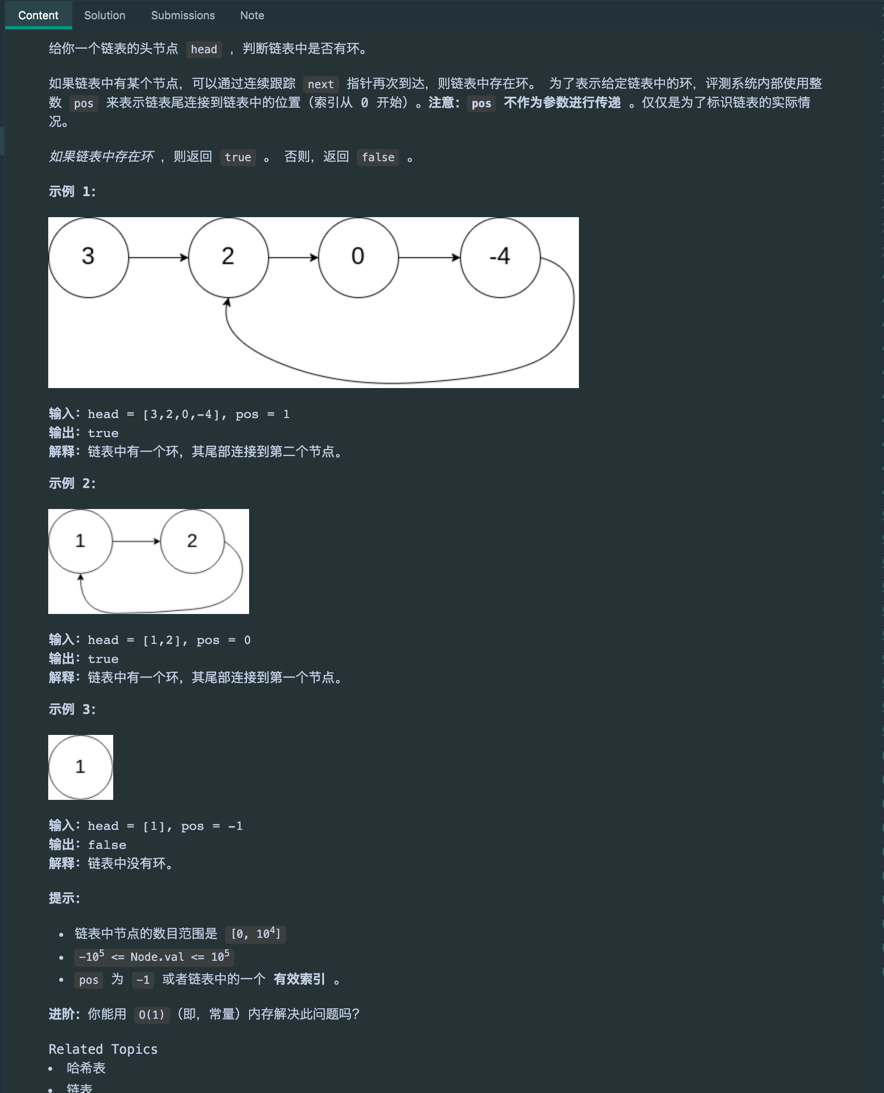 Content Solution Submissions Note
给你一个链表的头节点 head ，判断链表中是否有环。
如果链表中有某个节点，可以通过连续跟踪 next 指针再次到达，则链表中存在环。 为了表示给定链表中的环，评测系统内部使用整
数 pos 来表示链表尾连接到链表中的位置（索引从 0 开始）。注意：pos 不作为参数进行传递 。仅仅是为了标识链表的实际情
况。
如果链表中存在环 ，则返回 true 。 否则，返回 false 。
示例 1：
3 2 0 -4
输入：head = [3,2,0,-4], pos = 1
输出：true
解释：链表中有一个环，其尾部连接到第二个节点。
示例 2：
1 2
输入：head = [1,2], pos = 0
输出：true
解释：链表中有一个环，其尾部连接到第一个节点。
示例 3：
1
输入：head = [1], pos = -1
输出：false
解释：链表中没有环。
提示：
• 链表中节点的数目范围是 [0, 10⁴]
• -10⁵ <= Node.val <= 10⁵
• pos 为 -1 或者链表中的一个 有效索引 。
进阶：你能用 O(1)（即，常量）内存解决此问题吗？
Related Topics
• 哈希表
• 链表